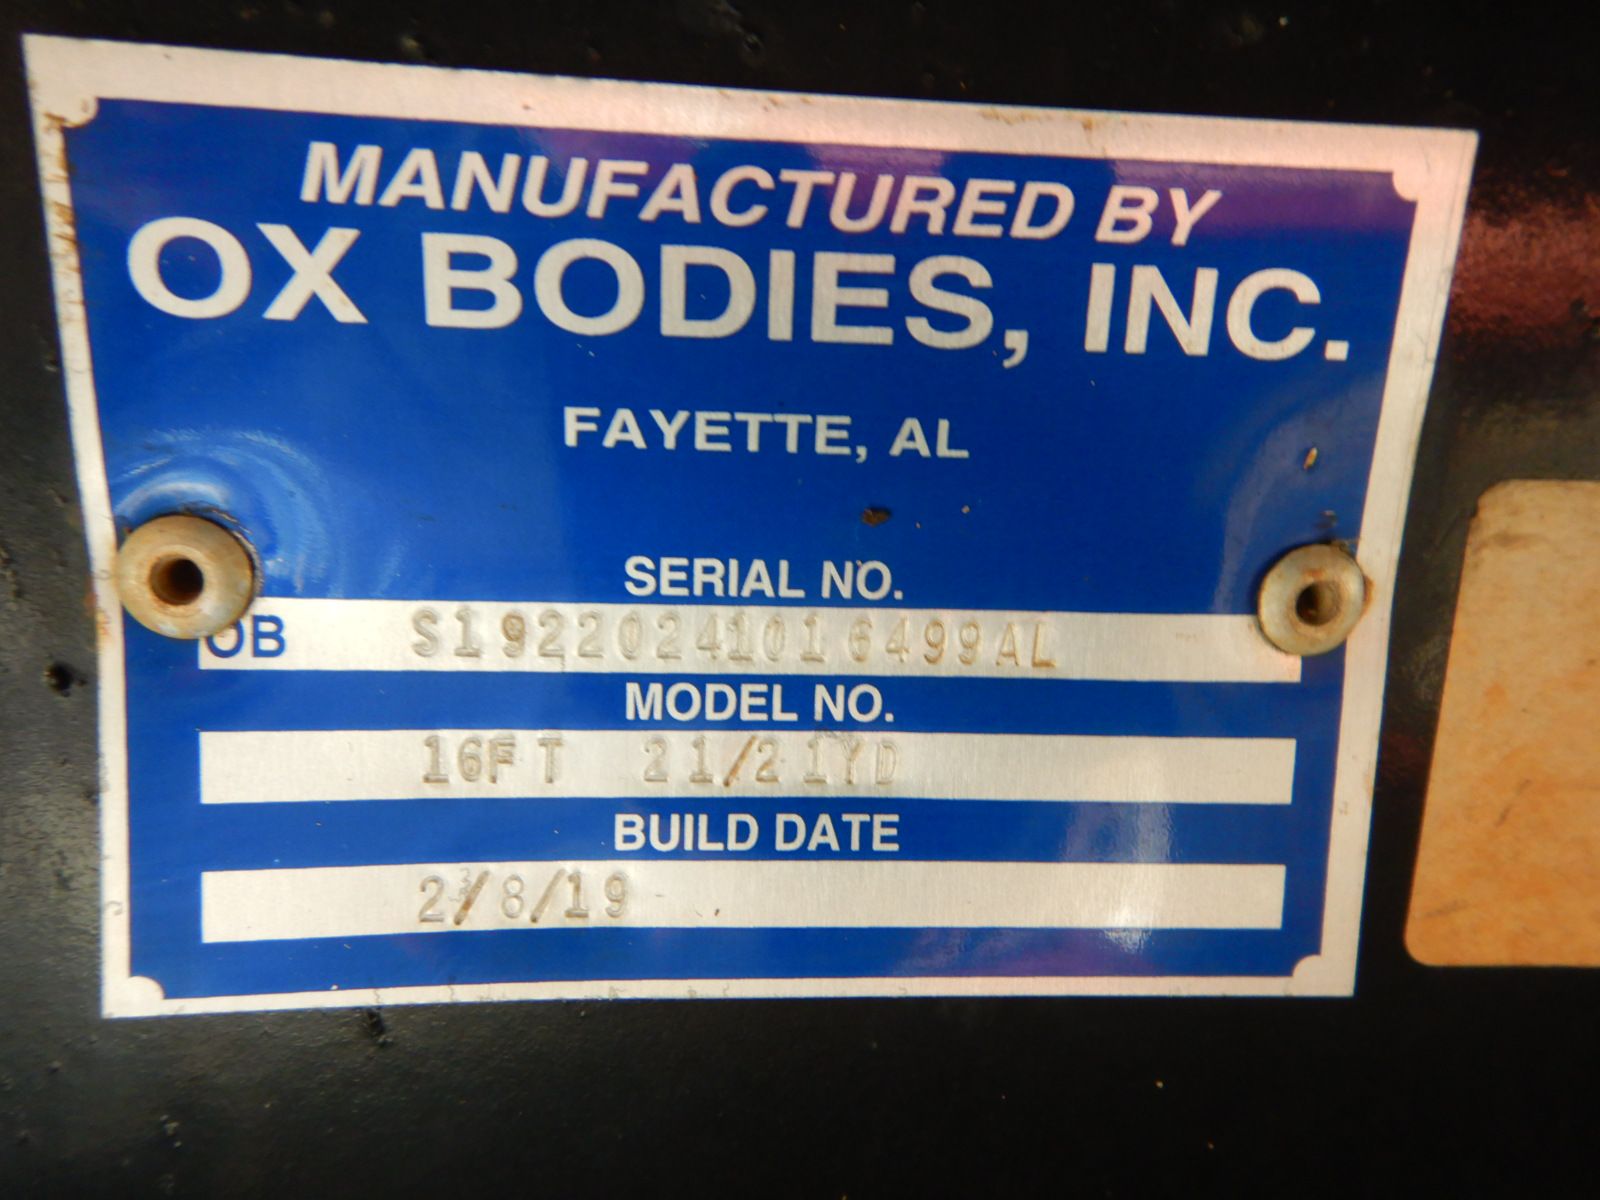 MANUFACTURED BY
OX BODIES, INC.
FAYETTE, AL
SERIAL NO.
OB S19220241016499AL
MODEL NO.
16FT 21/21YD
BUILD DATE
2/8/19